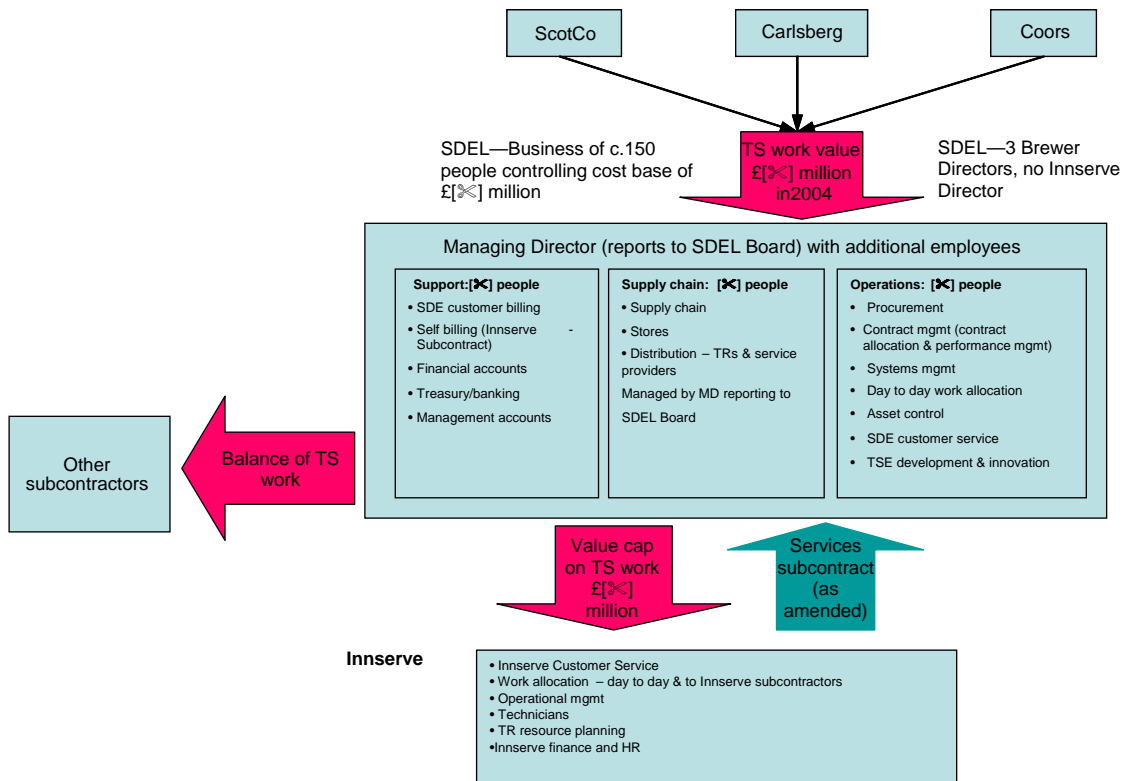 ScotCo
Carlsberg
Coors
SDEL—Business of c.150
people controlling cost base of
£[✂] million
TS work value
£[✂] million
in2004
SDEL—3 Brewer
Directors, no Innserve
Director
Managing Director (reports to SDEL Board) with additional employees
Support:[✂] people
• SDE customer billing
• Self billing (Innserve -
Subcontract)
• Financial accounts
• Treasury/banking
• Management accounts
Supply chain: [✂] people
• Supply chain
• Stores
• Distribution – TRs & service
providers
Managed by MD reporting to
SDEL Board
Operations: [✂] people
• Procurement
• Contract mgmt (contract
allocation & performance mgmt)
• Systems mgmt
• Day to day work allocation
• Asset control
• SDE customer service
• TSE development & innovation
Other
subcontractors
Balance of TS
work
Value cap
on TS work
£[✂]
million
Services
subcontract
(as
amended)
Innserve
• Innserve Customer Service
• Work allocation – day to day & to Innserve subcontractors
• Operational mgmt
• Technicians
• TR resource planning
•Innserve finance and HR